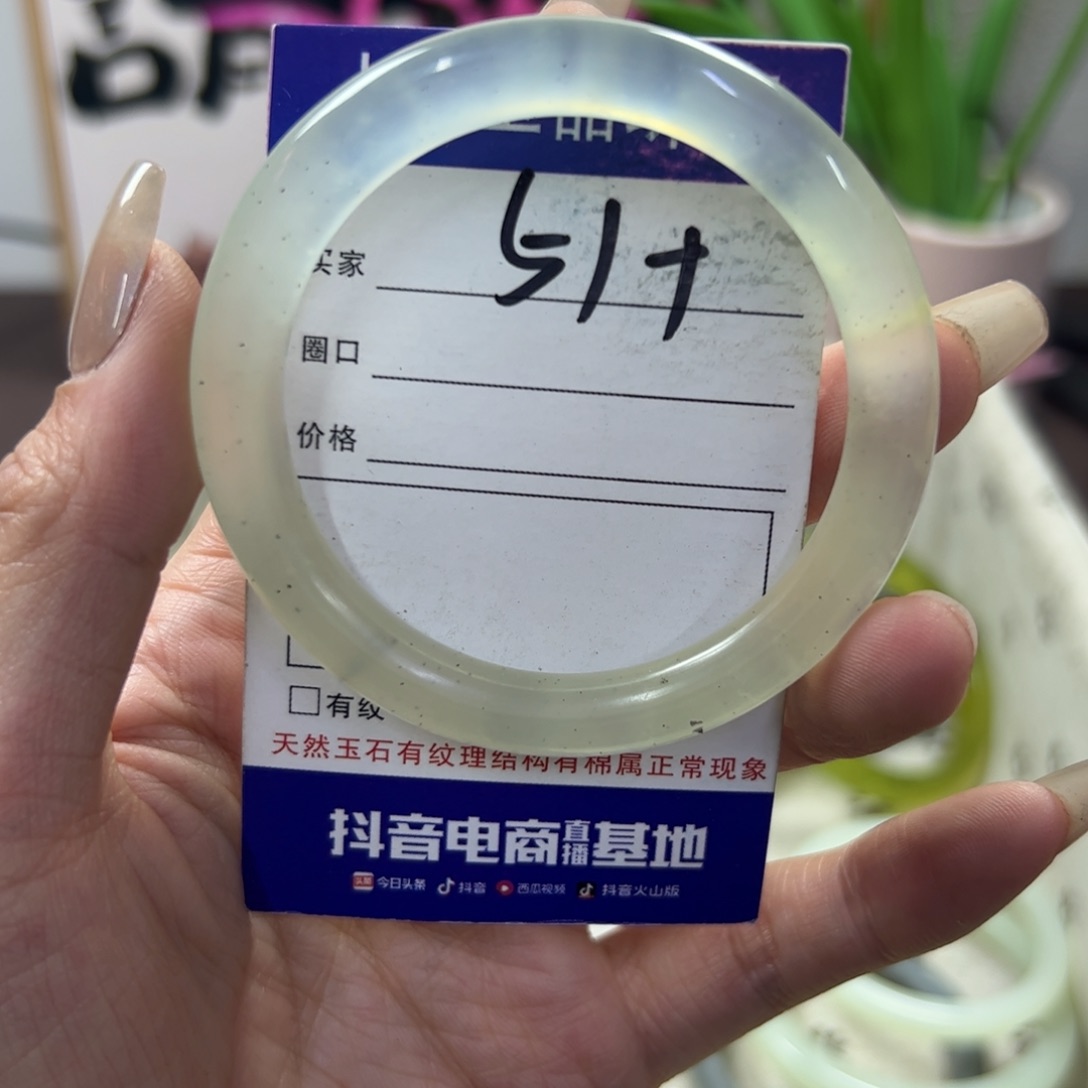 买家
51+
圈口
价格
有纹
天然玉石有纹理结构有棉属正常现象
抖音电商直播基地
头条 今日头条 抖音 西瓜视频 抖音火山版